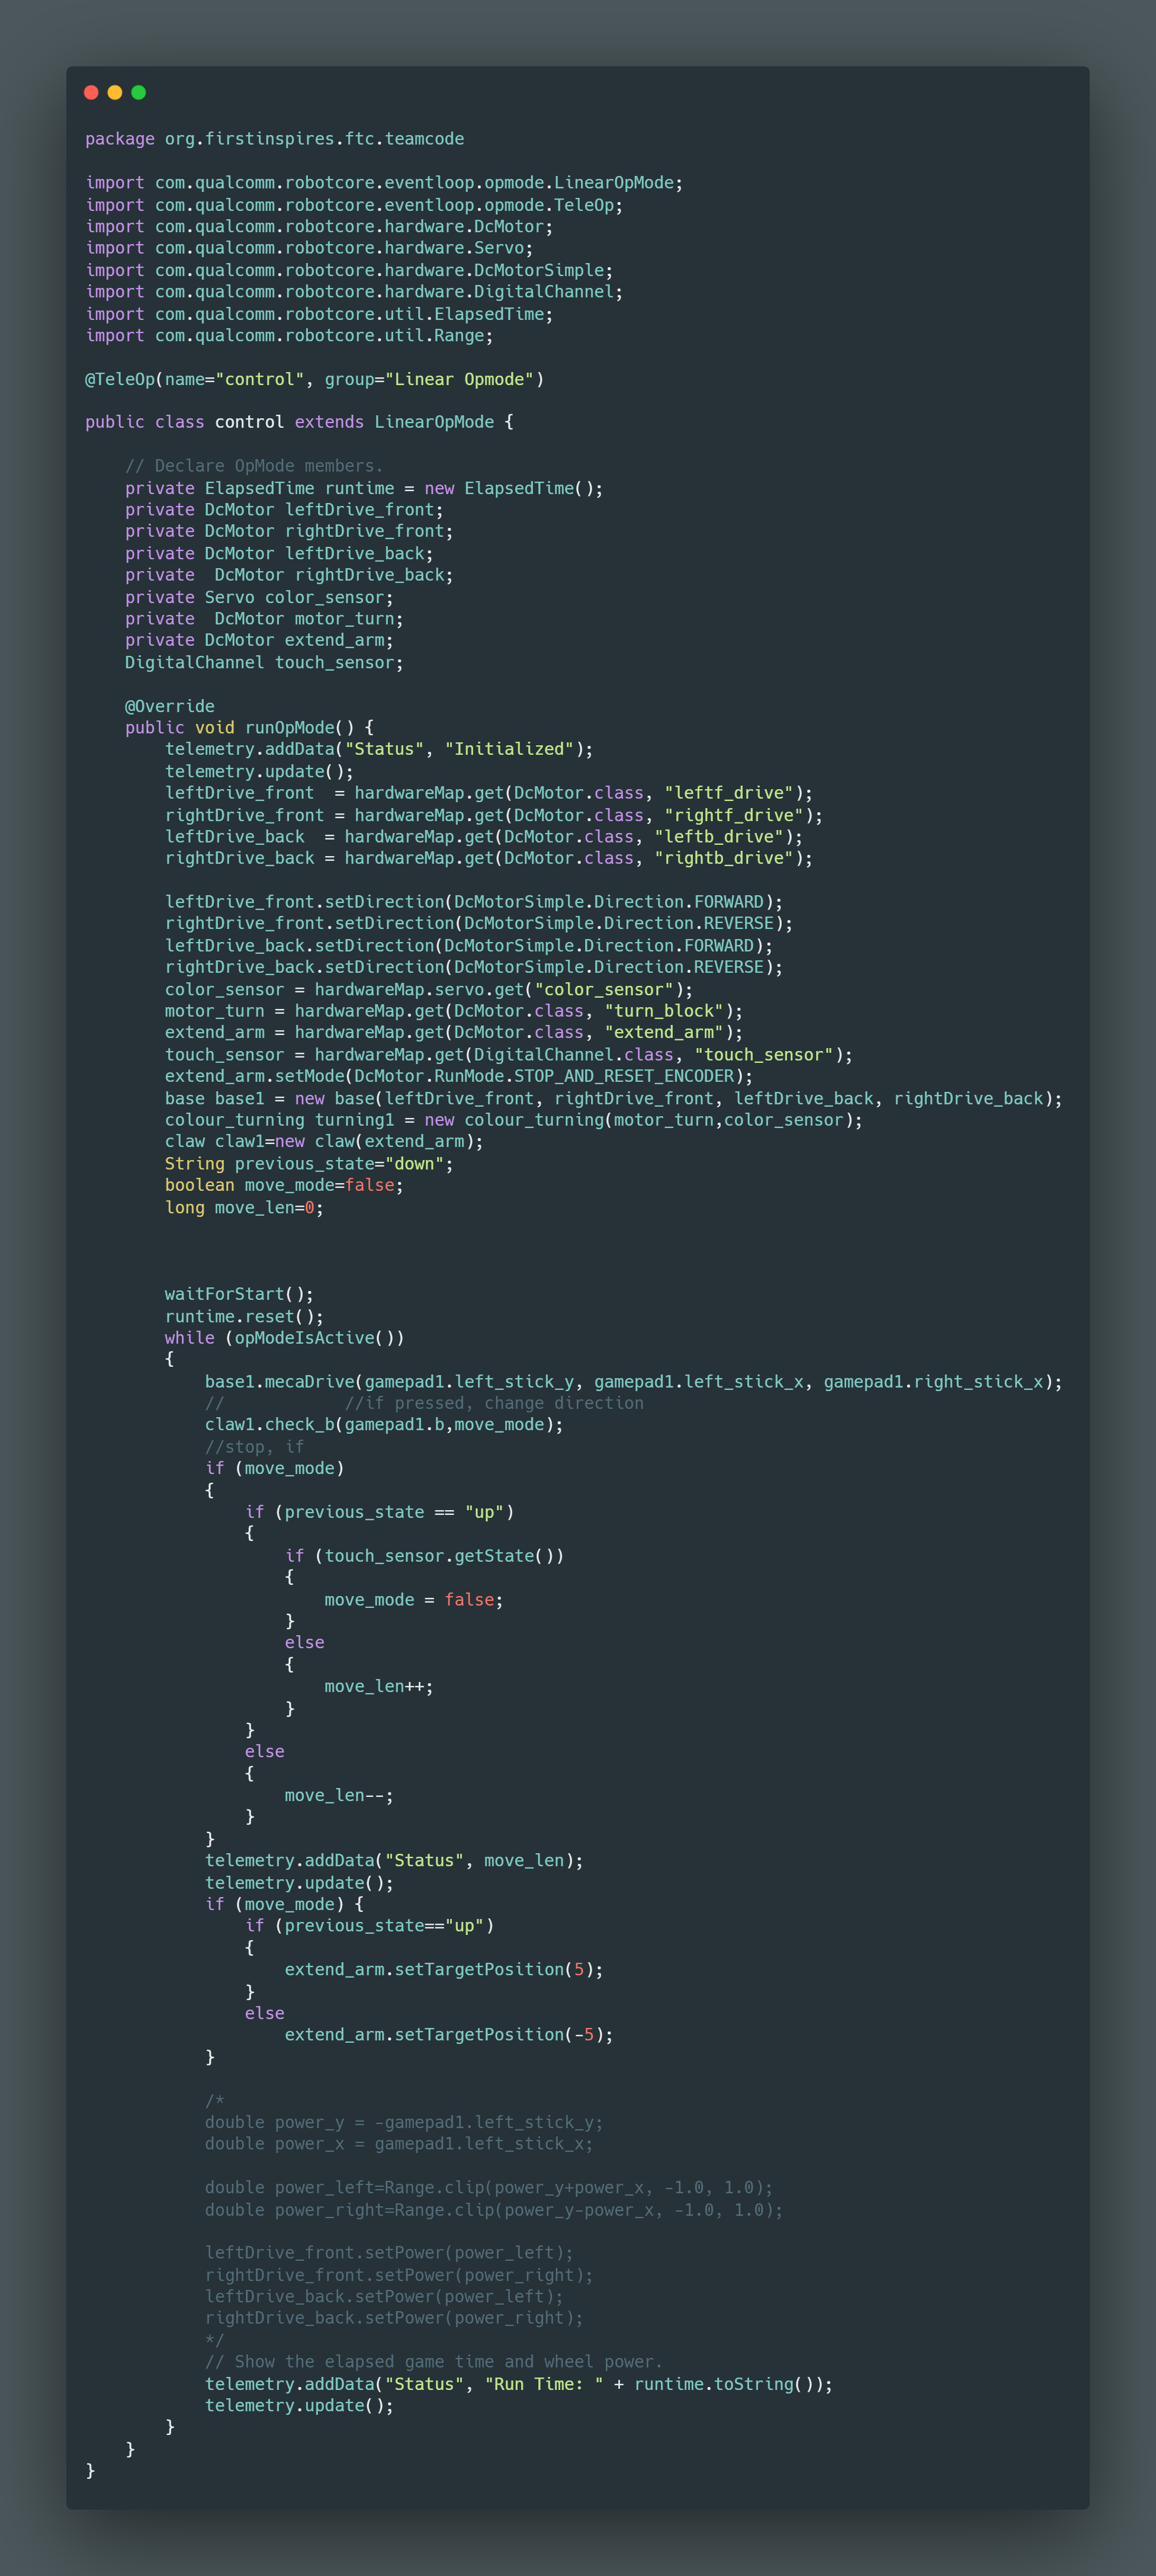 package org.firstinspires.ftc.teamcode
import com.qualcomm.robotcore.eventloop.opmode.LinearOpMode;
import com.qualcomm.robotcore.eventloop.opmode.TeleOp;
import com.qualcomm.robotcore.hardware.DcMotor;
import com.qualcomm.robotcore.hardware.Servo;
import com.qualcomm.robotcore.hardware.DcMotorSimple;
import com.qualcomm.robotcore.hardware.DigitalChannel;
import com.qualcomm.robotcore.util.ElapsedTime;
import com.qualcomm.robotcore.util.Range;
@TeleOp(name="control", group="Linear Opmode")
public class control extends LinearOpMode {
    // Declare OpMode members.
    private ElapsedTime runtime = new ElapsedTime();
    private DcMotor leftDrive_front;
    private DcMotor rightDrive_front;
    private DcMotor leftDrive_back;
    private  DcMotor rightDrive_back;
    private Servo color_sensor;
    private  DcMotor motor_turn;
    private DcMotor extend_arm;
    DigitalChannel touch_sensor;
    @Override
    public void runOpMode() {
        telemetry.addData("Status", "Initialized");
        telemetry.update();
        leftDrive_front  = hardwareMap.get(DcMotor.class, "leftf_drive");
        rightDrive_front = hardwareMap.get(DcMotor.class, "rightf_drive");
        leftDrive_back  = hardwareMap.get(DcMotor.class, "leftb_drive");
        rightDrive_back = hardwareMap.get(DcMotor.class, "rightb_drive");
        leftDrive_front.setDirection(DcMotorSimple.Direction.FORWARD);
        rightDrive_front.setDirection(DcMotorSimple.Direction.REVERSE);
        leftDrive_back.setDirection(DcMotorSimple.Direction.FORWARD);
        rightDrive_back.setDirection(DcMotorSimple.Direction.REVERSE);
        color_sensor = hardwareMap.servo.get("color_sensor");
        motor_turn = hardwareMap.get(DcMotor.class, "turn_block");
        extend_arm = hardwareMap.get(DcMotor.class, "extend_arm");
        touch_sensor = hardwareMap.get(DigitalChannel.class, "touch_sensor");
        extend_arm.setMode(DcMotor.RunMode.STOP_AND_RESET_ENCODER);
        base base1 = new base(leftDrive_front, rightDrive_front, leftDrive_back, rightDrive_back);
        colour_turning turning1 = new colour_turning(motor_turn,color_sensor);
        claw claw1=new claw(extend_arm);
        String previous_state="down";
        boolean move_mode=false;
        long move_len=0;
        waitForStart();
        runtime.reset();
        while (opModeIsActive())
        {
            base1.mecaDrive(gamepad1.left_stick_y, gamepad1.left_stick_x, gamepad1.right_stick_x);
            //            //if pressed, change direction
            claw1.check_b(gamepad1.b,move_mode);
            //stop, if
            if (move_mode)
            {
                if (previous_state == "up")
                {
                    if (touch_sensor.getState())
                    {
                        move_mode = false;
                    }
                    else
                    {
                        move_len++;
                    }
                }
                else
                {
                    move_len--;
                }
            }
            telemetry.addData("Status", move_len);
            telemetry.update();
            if (move_mode) {
                if (previous_state=="up")
                {
                    extend_arm.setTargetPosition(5);
                }
                else
                    extend_arm.setTargetPosition(-5);
            }
            /*
            double power_y = -gamepad1.left_stick_y;
            double power_x = gamepad1.left_stick_x;
            double power_left=Range.clip(power_y+power_x, -1.0, 1.0);
            double power_right=Range.clip(power_y-power_x, -1.0, 1.0);
            leftDrive_front.setPower(power_left);
            rightDrive_front.setPower(power_right);
            leftDrive_back.setPower(power_left);
            rightDrive_back.setPower(power_right);
            */
            // Show the elapsed game time and wheel power.
            telemetry.addData("Status", "Run Time: " + runtime.toString());
            telemetry.update();
        }
    }
}